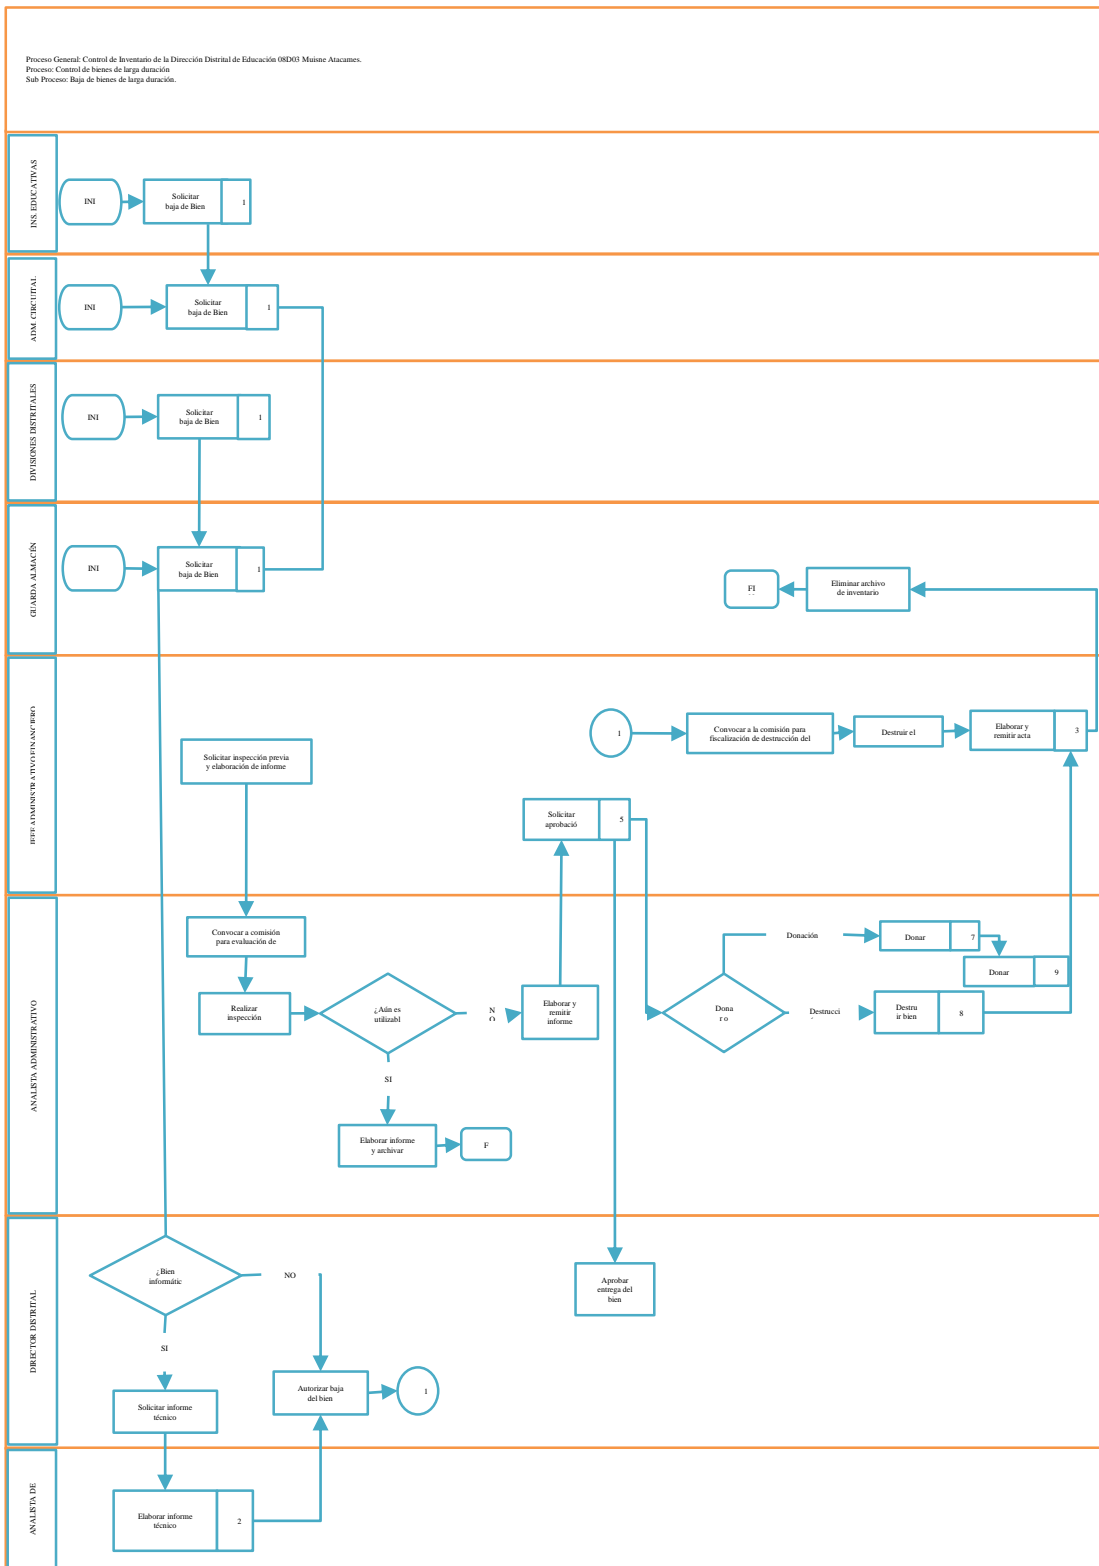 Proceso General: Control de Inventario de la Dirección Distrital de Educación 08D03 Muisne Atacames.
Proceso: Control de bienes de larga duración
Sub Proceso: Baja de bienes de larga duración.
INS. EDUCATIVAS
INI
Solicitar
baja de Bien
1
ADM. CIRCUITAL
INI
Solicitar
baja de Bien
1
DIVISIONES DISTRITALES
INI
Solicitar
baja de Bien
1
GUARDA ALMACÉN
INI
Solicitar
baja de Bien
1
FI
Eliminar archivo
de inventario
JEFE ADMINISTRATIVO FINANCIERO
1
Convocar a la comisión para
fiscalización de destrucción del
Destruir el
Elaborar y
remitir acta
3
Solicitar inspección previa
y elaboración de informe
Solicitar
aprobació
5
ANALISTA ADMINISTRATIVO
Convocar a comisión
para evaluación de
Realizar
inspección
¿Aún es
utilizabl
N
O
Elaborar y
remitir
informe
SI
Elaborar informe
y archivar
F
Dona
r o
Donación
Donar
7
Donar
9
Destrucci
Destru
ir bien
8
DIRECTOR DISTRITAL
¿Bien
informátic
NO
SI
Solicitar informe
técnico
Autorizar baja
del bien
1
Aprobar
entrega del
bien
ANALISTA DE
Elaborar informe
técnico
2